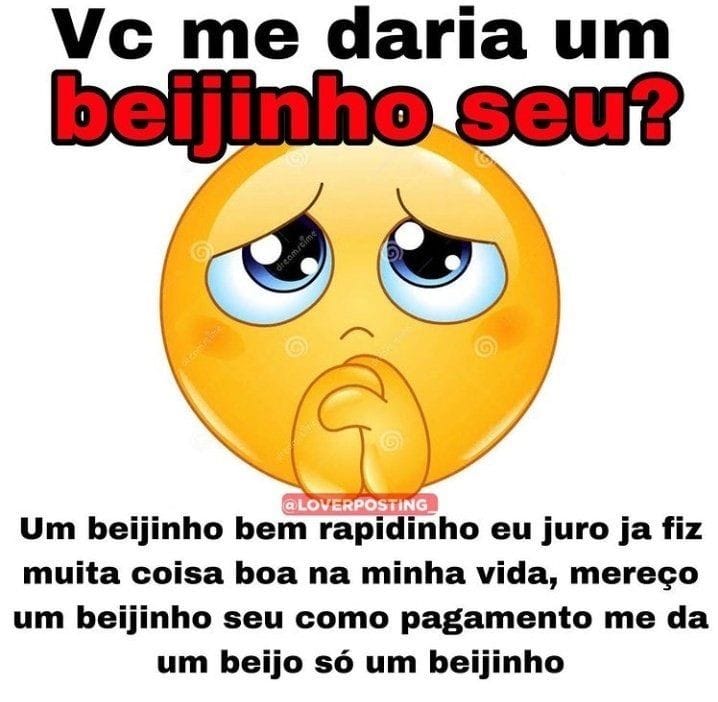 Vc me daria um
beijinho seu?
dreamstime
@LOVERPOSTING_
Um beijinho bem rapidinho eu juro ja fiz
muita coisa boa na minha vida, mereço
um beijinho seu como pagamento me da
um beijo só um beijinho